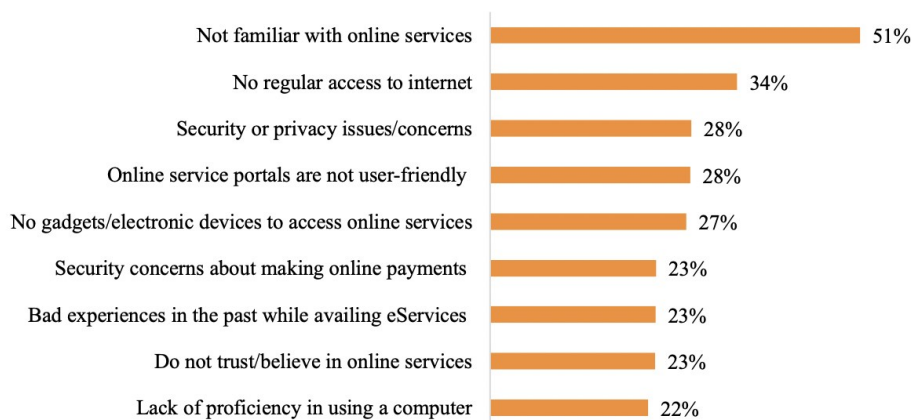 Not familiar with online services 51%
No regular access to internet 34%
Security or privacy issues/concerns 28%
Online service portals are not user-friendly 28%
No gadgets/electronic devices to access online services 27%
Security concerns about making online payments 23%
Bad experiences in the past while availing eServices 23%
Do not trust/believe in online services 23%
Lack of proficiency in using a computer 22%